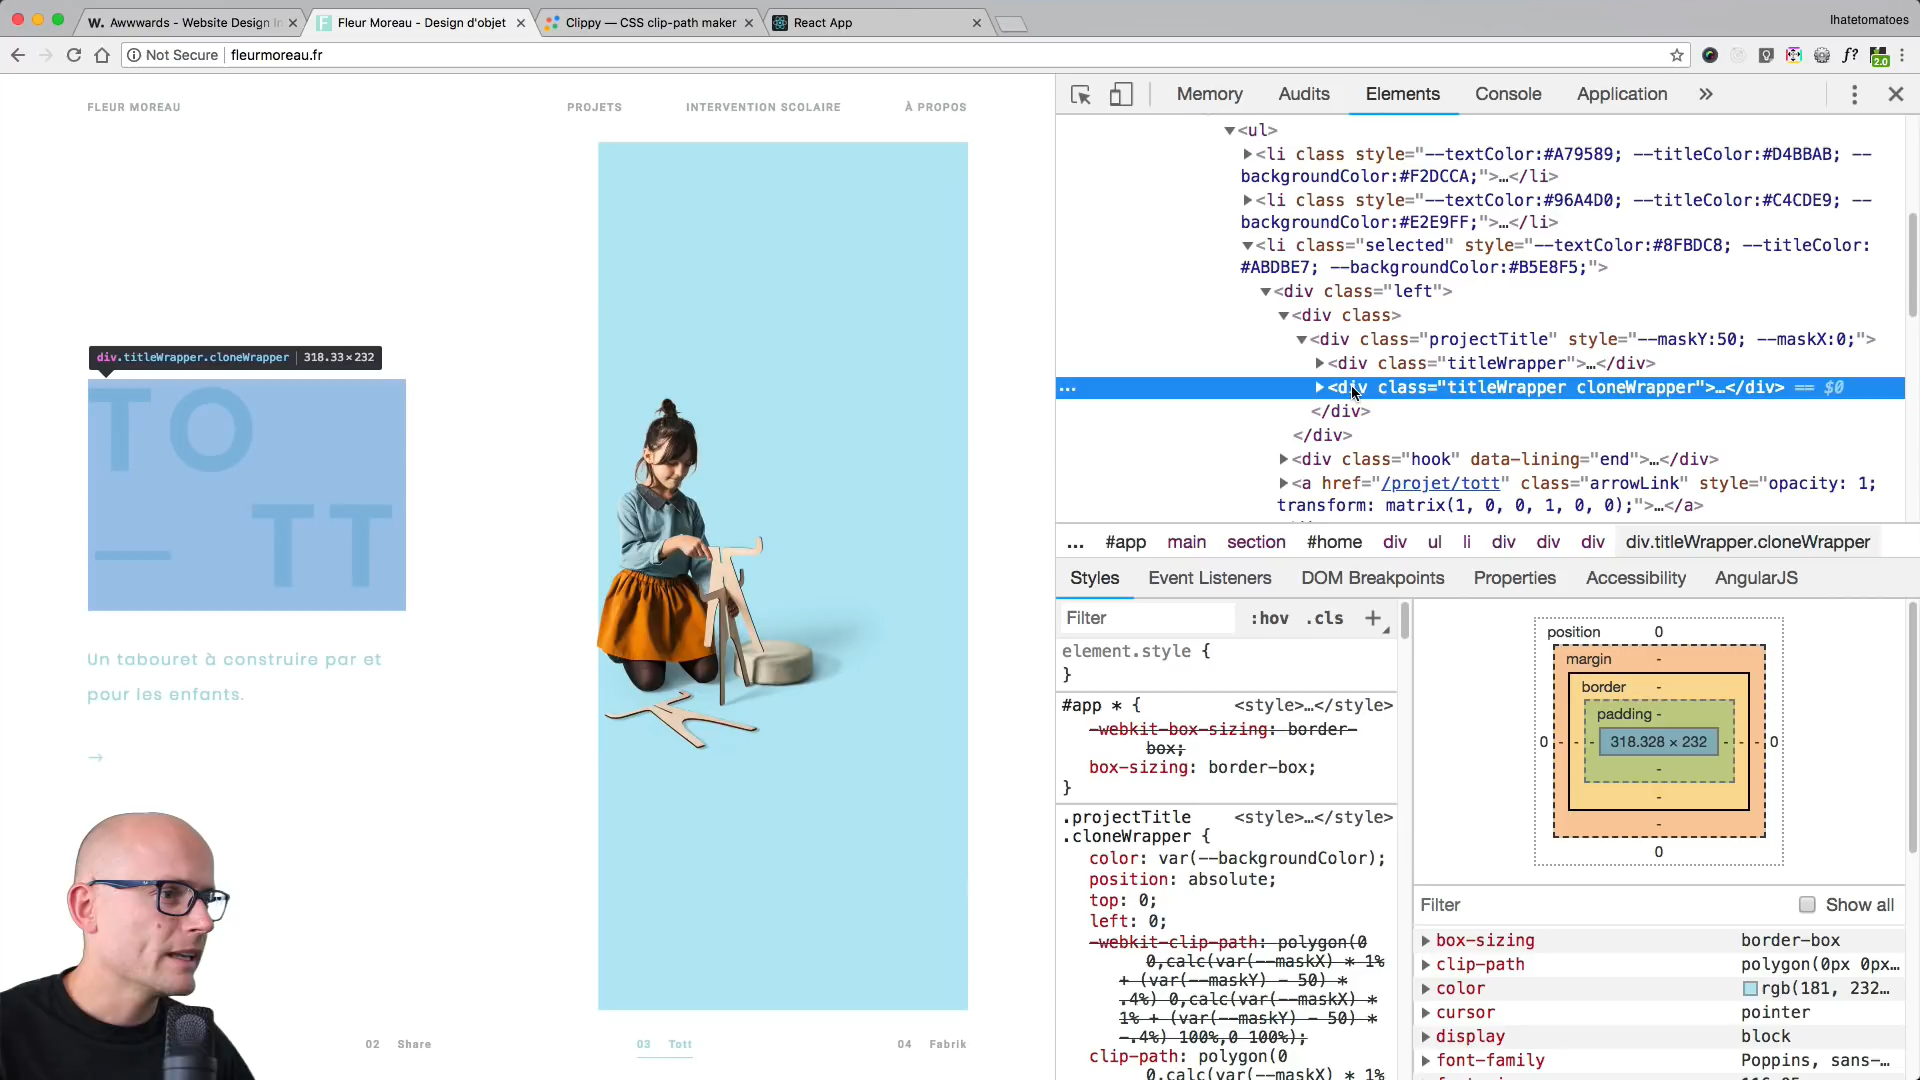 W. Awwwards - Website Design In
Fleur Moreau - Design d'objet
Clippy — CSS clip-path maker
React App
Ihatetomatoes
Not Secure
fleurmoreau.fr
f?
2.0
FLEUR MOREAU
PROJETS
INTERVENTION SCOLAIRE
À PROPOS
div.titleWrapper.cloneWrapper 318.33×232
TO
— TT
Un tabouret à construire par et
pour les enfants.
→
02 Share
03 Tott
04 Fabrik
Memory
Audits
Elements
Console
Application
»
<ul>
<li class style="--textColor:#A79589; --titleColor:#D4BBAB; --
backgroundColor:#F2DCCA;">…</li>
<li class style="--textColor:#96A4D0; --titleColor:#C4CDE9; --
backgroundColor:#E2E9FF;">…</li>
<li class="selected" style="--textColor:#8FBDC8; --titleColor:
#ABDBE7; --backgroundColor:#B5E8F5;">
<div class="left">
<div class>
<div class="projectTitle" style="--maskY:50; --maskX:0;">
<div class="titleWrapper">…</div>
… <div class="titleWrapper cloneWrapper">…</div> == $0
</div>
</div>
<div class="hook" data-lining="end">…</div>
<a href="/projet/tott" class="arrowLink" style="opacity: 1;
transform: matrix(1, 0, 0, 1, 0, 0);">…</a>
… #app main section #home div ul li div div div div.titleWrapper.cloneWrapper
Styles
Event Listeners
DOM Breakpoints
Properties
Accessibility
AngularJS
Filter
:hov .cls +
element.style {
}
#app * { <style>…</style>
-webkit-box-sizing: border-
box;
box-sizing: border-box;
}
.projectTitle <style>…</style>
.cloneWrapper {
color: var(--backgroundColor);
position: absolute;
top: 0;
left: 0;
-webkit-clip-path: polygon(0
0,calc(var(--maskX) * 1%
+ (var(--maskY) - 50) *
.4%) 0,calc(var(--maskX) *
1% + (var(--maskY) - 50) *
-.4%) 100%,0 100%);
clip-path: polygon(0
0,calc(var(--maskX) * 1%
position 0
margin -
border -
padding -
0 - - - 318.328 × 232 - - - 0
-
-
-
0
Filter
Show all
box-sizing border-box
clip-path polygon(0px 0px…
color rgb(181, 232…
cursor pointer
display block
font-family Poppins, sans-…